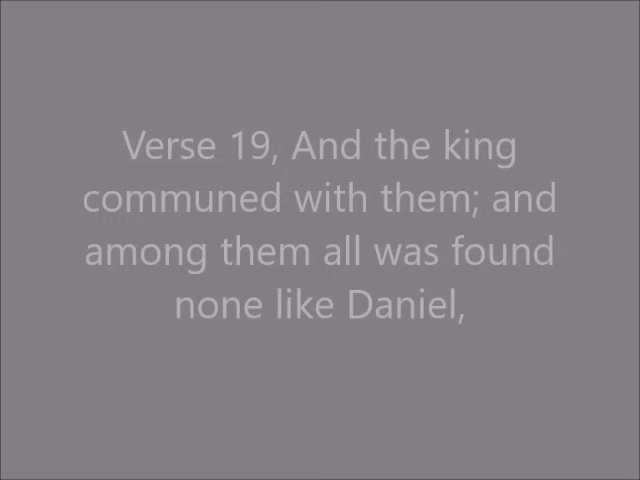 Verse 19, And the king
communed with them; and
among them all was found
none like Daniel,